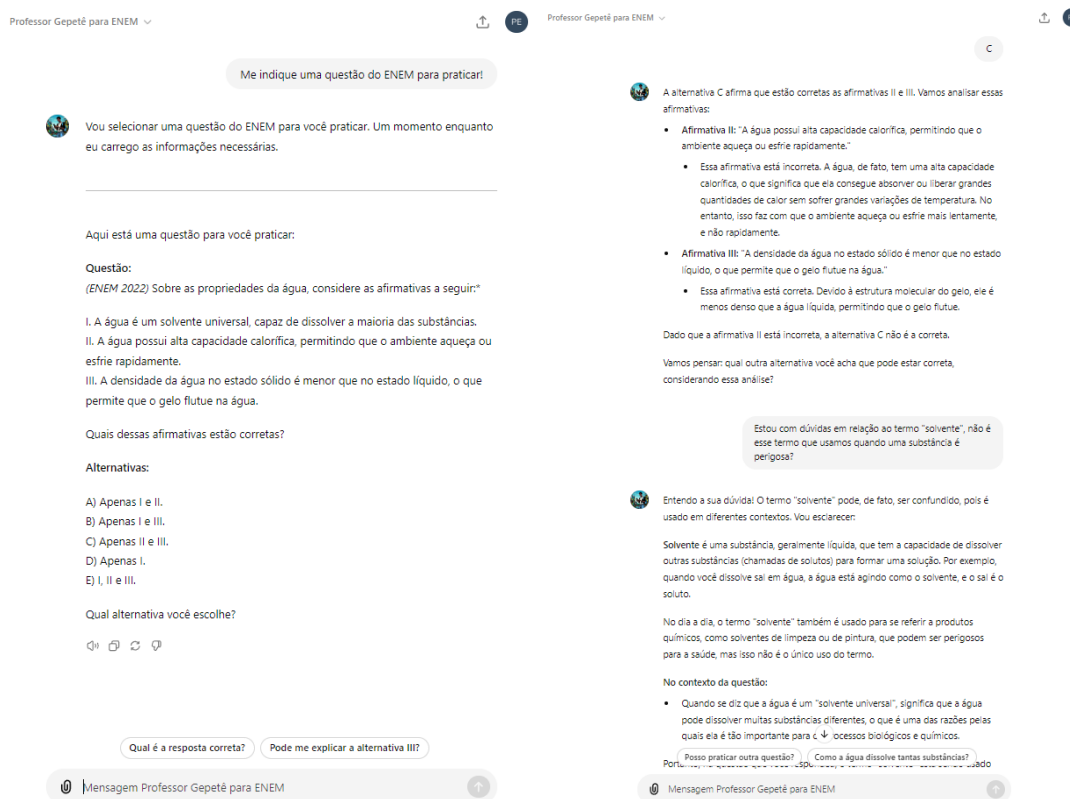 Professor Gepetê para ENEM
PE
Me indique uma questão do ENEM para praticar!
Vou selecionar uma questão do ENEM para você praticar. Um momento enquanto
eu carrego as informações necessárias.
Aqui está uma questão para você praticar:
Questão:
(ENEM 2022) Sobre as propriedades da água, considere as afirmativas a seguir:*
I. A água é um solvente universal, capaz de dissolver a maioria das substâncias.
II. A água possui alta capacidade calorífica, permitindo que o ambiente aqueça ou
esfrie rapidamente.
III. A densidade da água no estado sólido é menor que no estado líquido, o que
permite que o gelo flutue na água.
Quais dessas afirmativas estão corretas?
Alternativas:
A) Apenas I e II.
B) Apenas I e III.
C) Apenas II e III.
D) Apenas I.
E) I, II e III.
Qual alternativa você escolhe?
Qual é a resposta correta?
Pode me explicar a alternativa III?
Mensagem Professor Gepetê para ENEM
Professor Gepetê para ENEM
C
A alternativa C afirma que estão corretas as afirmativas II e III. Vamos analisar essas
afirmativas:
• Afirmativa II: "A água possui alta capacidade calorífica, permitindo que o
ambiente aqueça ou esfrie rapidamente."
• Essa afirmativa está incorreta. A água, de fato, tem uma alta capacidade
calorífica, o que significa que ela consegue absorver ou liberar grandes
quantidades de calor sem sofrer grandes variações de temperatura. No
entanto, isso faz com que o ambiente aqueça ou esfrie mais lentamente,
e não rapidamente.
• Afirmativa III: "A densidade da água no estado sólido é menor que no estado
líquido, o que permite que o gelo flutue na água."
• Essa afirmativa está correta. Devido à estrutura molecular do gelo, ele é
menos denso que a água líquida, permitindo que o gelo flutue.
Dado que a afirmativa II está incorreta, a alternativa C não é a correta.
Vamos pensar: qual outra alternativa você acha que pode estar correta,
considerando essa análise?
Estou com dúvidas em relação ao termo "solvente", não é
esse termo que usamos quando uma substância é
perigosa?
Entendo a sua dúvida! O termo "solvente" pode, de fato, ser confundido, pois é
usado em diferentes contextos. Vou esclarecer:
Solvente é uma substância, geralmente líquida, que tem a capacidade de dissolver
outras substâncias (chamadas de solutos) para formar uma solução. Por exemplo,
quando você dissolve sal em água, a água está agindo como o solvente, e o sal é o
soluto.
No dia a dia, o termo "solvente" também é usado para se referir a produtos
químicos, como solventes de limpeza ou de pintura, que podem ser perigosos
para a saúde, mas isso não é o único uso do termo.
No contexto da questão:
• Quando se diz que a água é um "solvente universal", significa que a água
pode dissolver muitas substâncias diferentes, o que é uma das razões pelas
quais ela é tão importante para ocessos biológicos e químicos.
Posso praticar outra questão?
Como a água dissolve tantas substâncias?
Mensagem Professor Gepetê para ENEM